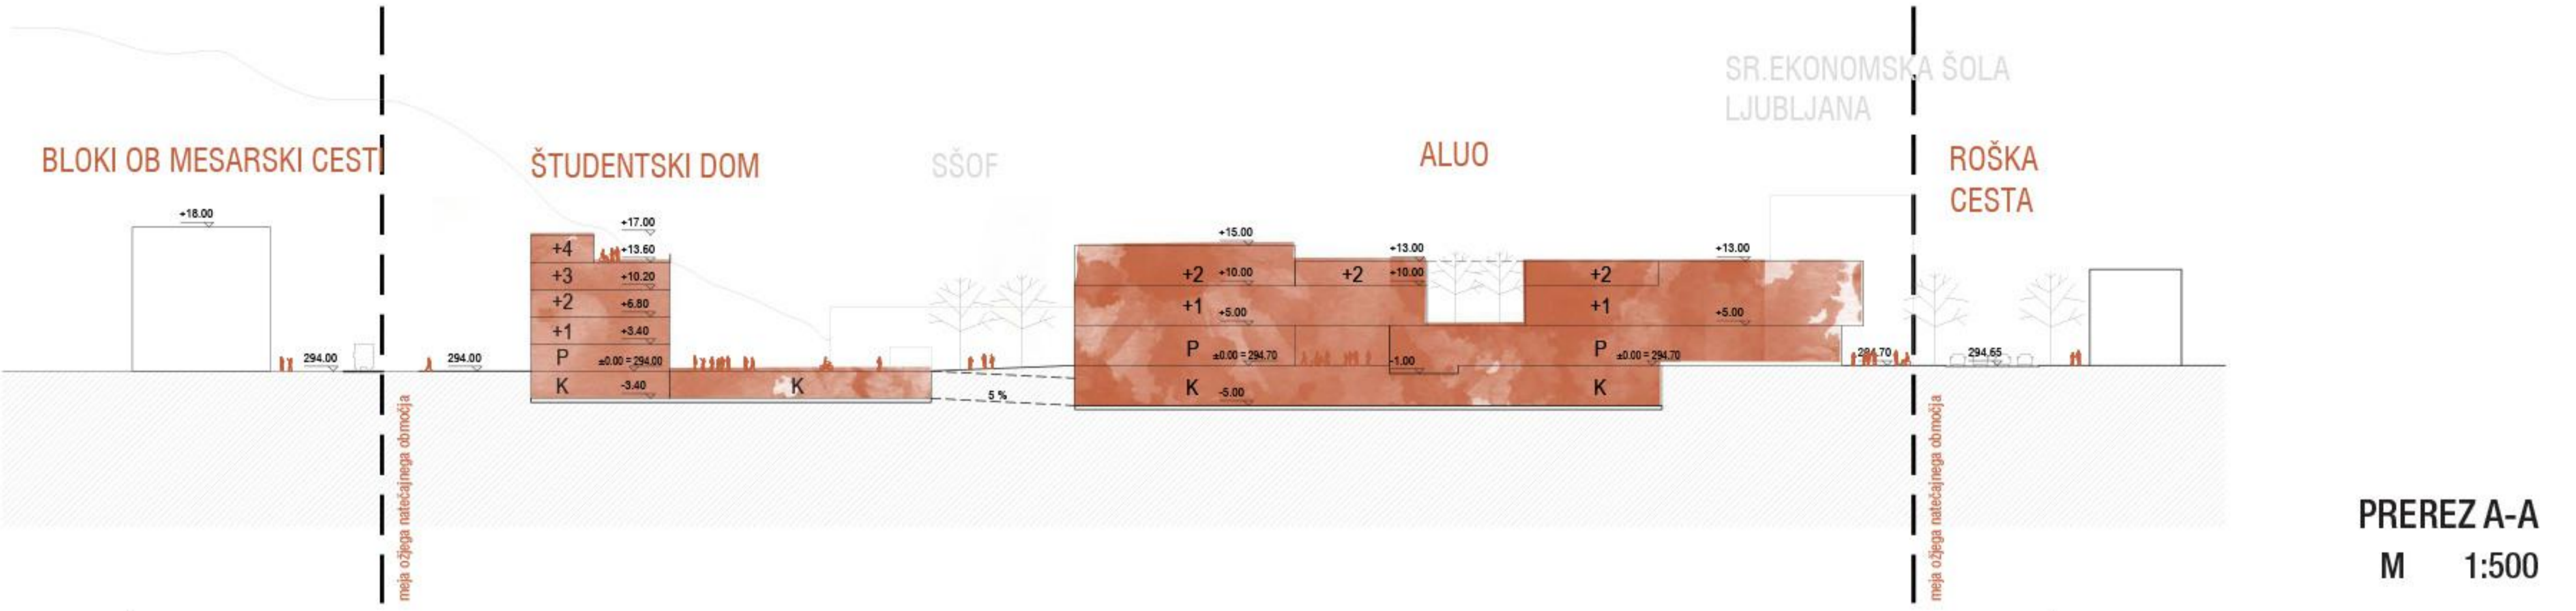 SR.EKONOMSKA ŠOLA
LJUBLJANA
BLOKI OB MESARSKI CESTI
ŠTUDENTSKI DOM
SŠOF
ALUO
ROŠKA
CESTA
+18.00
+17.00
+4
+13.60
+3
+10.20
+2
+6.80
+1
+3.40
P
±0.00 = 294.00
K
-3.40
K
294.00
294.00
5 %
+15.00
+13.00
+13.00
+2
+10.00
+2
+10.00
+2
+1
+5.00
+1
+5.00
P
±0.00 = 294.70
-1.00
P
±0.00 = 294.70
K
-5.00
K
294.70
294.65
meja ožjega natečajnega območja
meja ožjega natečajnega območja
PREREZ A-A
M 1:500